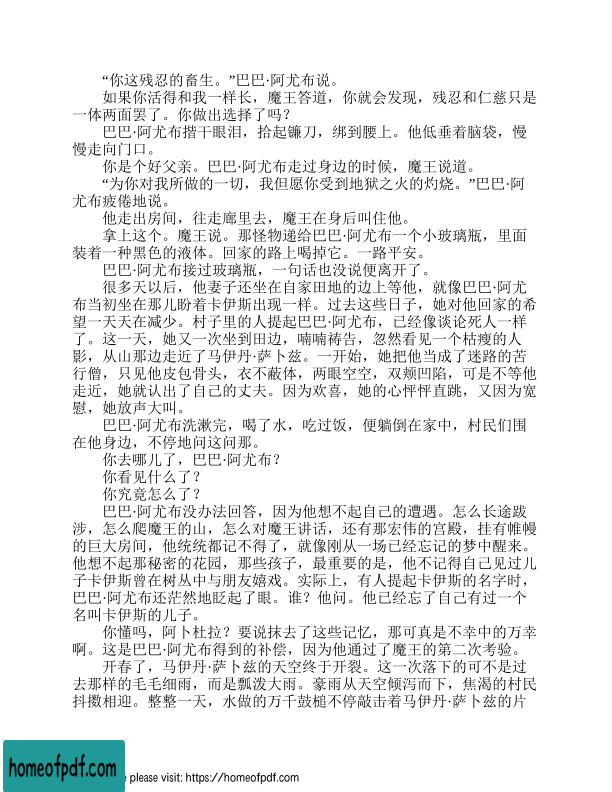 “你这残忍的畜生。”巴巴·阿尤布说。
如果你活得和我一样长，魔王答道，你就会发现，残忍和仁慈只是
一体两面罢了。你做出选择了吗？
巴巴·阿尤布揩干眼泪，拾起镰刀，绑到腰上。他低垂着脑袋，慢
慢走向门口。
你是个好父亲。巴巴·阿尤布走过身边的时候，魔王说道。
“为你对我所做的一切，我但愿你受到地狱之火的灼烧。”巴巴·阿
尤布疲倦地说。
他走出房间，往走廊里去，魔王在身后叫住他。
拿上这个。魔王说。那怪物递给巴巴·阿尤布一个小玻璃瓶，里面
装着一种黑色的液体。回家的路上喝掉它。一路平安。
巴巴·阿尤布接过玻璃瓶，一句话也没说便离开了。
很多天以后，他妻子还坐在自家田地的边上等他，就像巴巴·阿尤
布当初坐在那儿盼着卡伊斯出现一样。过去这些日子，她对他回家的希
望一天天在减少。村子里的人提起巴巴·阿尤布，已经像谈论死人一样
了。这一天，她又一次坐到田边，喃喃祷告，忽然看见一个枯瘦的人
影，从山那边走近了马伊丹·萨卜兹。一开始，她把他当成了迷路的苦
行僧，只见他皮包骨头，衣不蔽体，两眼空空，双颊凹陷，可是不等他
走近，她就认出了自己的丈夫。因为欢喜，她的心怦怦直跳，又因为宽
慰，她放声大叫。
巴巴·阿尤布洗漱完，喝了水，吃过饭，便躺倒在家中，村民们围
在他身边，不停地问这问那。
你去哪儿了，巴巴·阿尤布？
你看见什么了？
你究竟怎么了？
巴巴·阿尤布没办法回答，因为他想不起自己的遭遇。怎么长途跋
涉，怎么爬魔王的山，怎么对魔王讲话，还有那宏伟的宫殿，挂有帷幔
的巨大房间，他统统都记不得了，就像刚从一场已经忘记的梦中醒来。
他想不起那秘密的花园，那些孩子，最重要的是，他不记得自己见过儿
子卡伊斯曾在树丛中与朋友嬉戏。实际上，有人提起卡伊斯的名字时，
巴巴·阿尤布还茫然地眨起了眼。谁？他问。他已经忘了自己有过一个
名叫卡伊斯的儿子。
你懂吗，阿卜杜拉？要说抹去了这些记忆，那可真是不幸中的万幸
啊。这是巴巴·阿尤布得到的补偿，因为他通过了魔王的第二次考验。
开春了，马伊丹·萨卜兹的天空终于开裂。这一次落下的可不是过
去那样的毛毛细雨，而是瓢泼大雨。豪雨从天空倾泻而下，焦渴的村民
抖擞相迎。整整一天，水做的万千鼓槌不停敲击着马伊丹·萨卜兹的片
homeofpdf.com
e please visit: https://homeofpdf.com